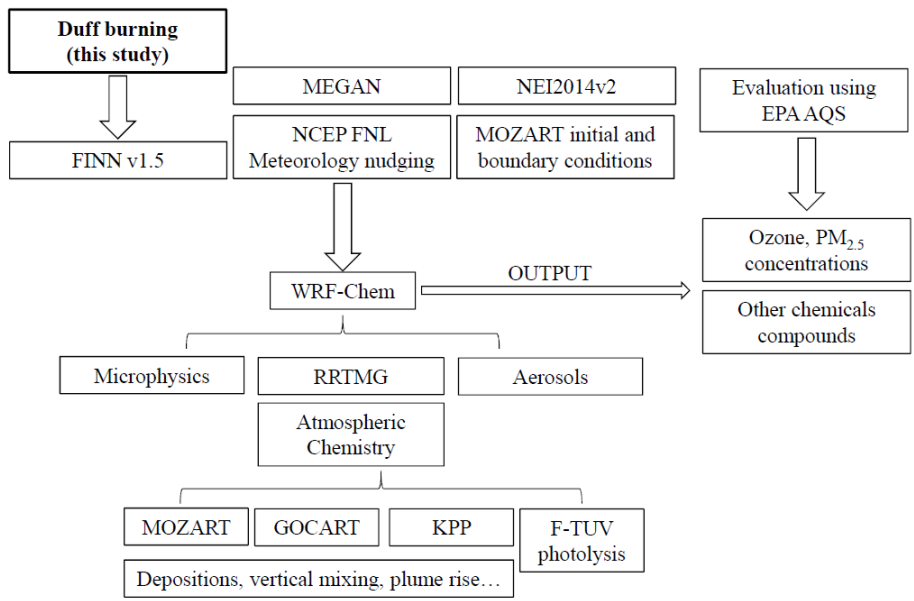 Duff burning
(this study)
MEGAN
NEI2014v2
Evaluation using
EPA AQS
FINN v1.5
NCEP FNL
Meteorology nudging
MOZART initial and
boundary conditions
Ozone, PM2.5
concentrations
WRF-Chem
OUTPUT
Other chemicals
compounds
Microphysics
RRTMG
Aerosols
Atmospheric
Chemistry
MOZART
GOCART
KPP
F-TUV
photolysis
Depositions, vertical mixing, plume rise…